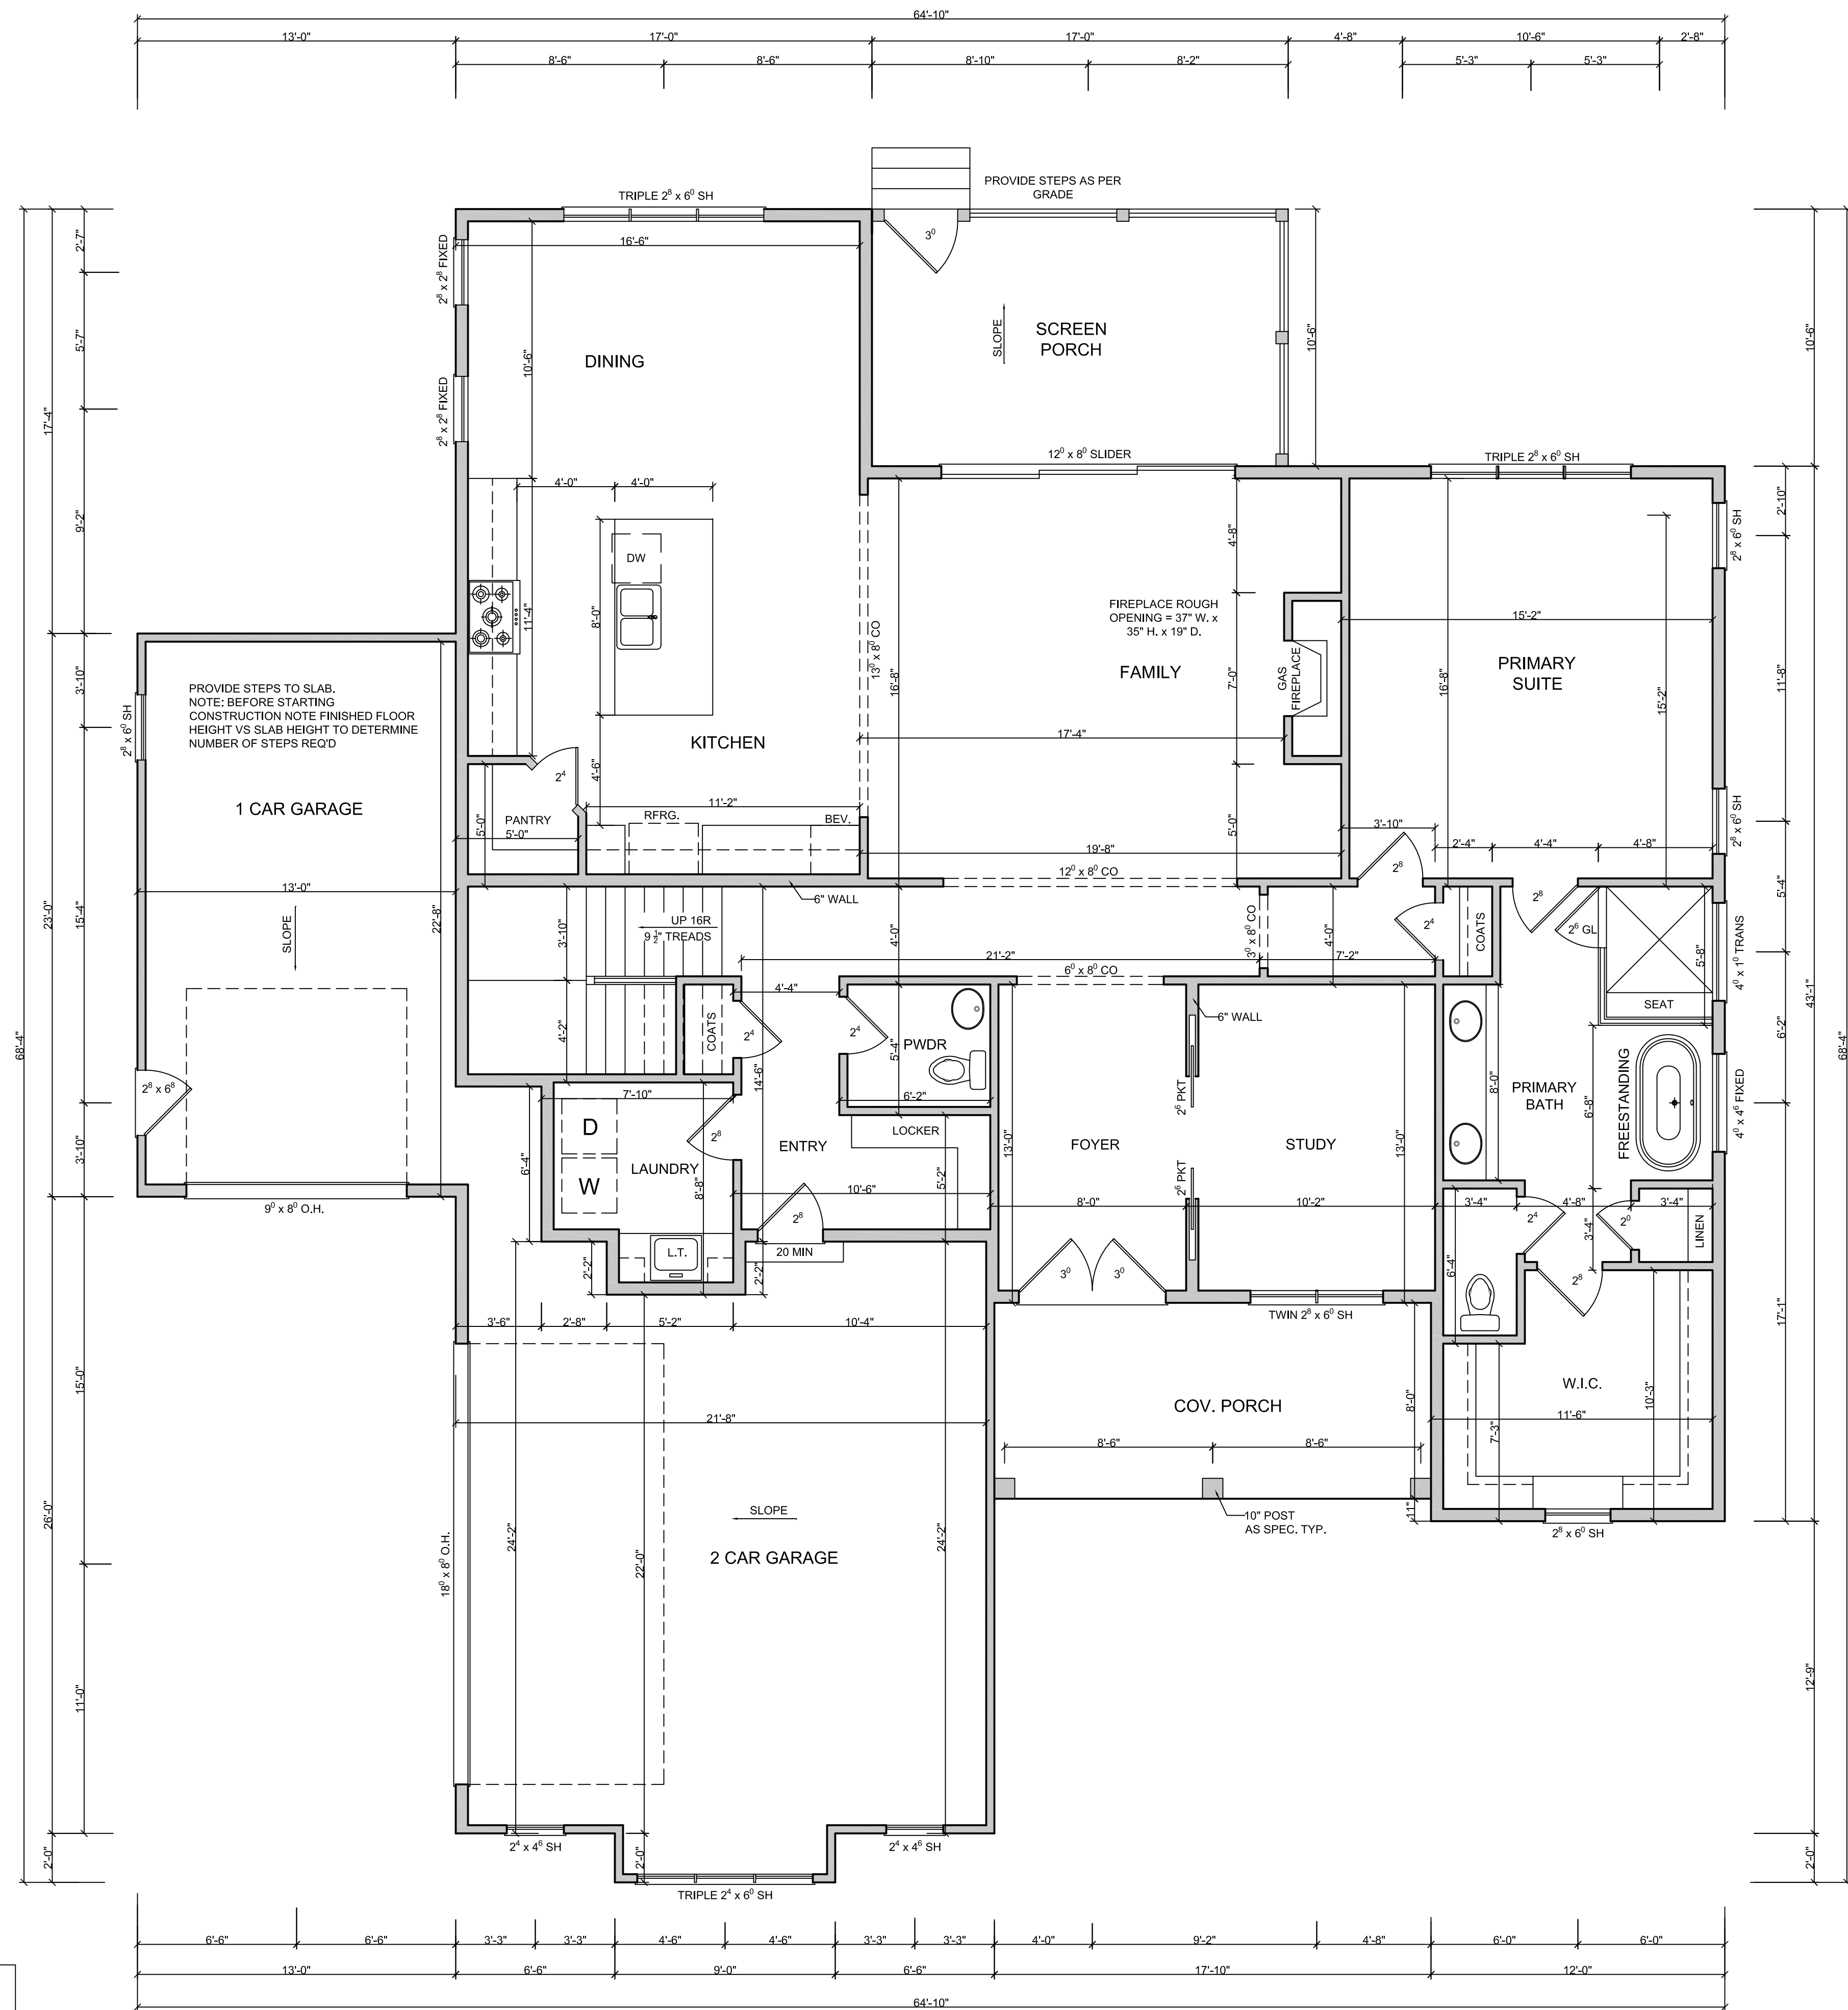 64'-10"
13'-0" 17'-0" 17'-0" 4'-8" 10'-6" 2'-8"
8'-6" 8'-6" 8'-10" 8'-2" 5'-3" 5'-3"
PROVIDE STEPS AS PER
GRADE
TRIPLE 2⁸ x 6⁰ SH
3⁰
16'-6"
2⁸ x 2⁸ FIXED
2⁸ x 2⁸ FIXED
10'-6"
DINING
SLOPE
SCREEN
PORCH
10'-6"
12⁰ x 8⁰ SLIDER
TRIPLE 2⁸ x 6⁰ SH
68'-4"
17'-4"
23'-0"
26'-0"
2'-0"
2'-7"
5'-7"
9'-2"
3'-10"
15'-4"
3'-10"
15'-0"
11'-0"
4'-0" 4'-0"
DW
8'-0"
11'-4"
4'-6"
KITCHEN
13⁰ x 8⁰ CO
16'-8"
4'-8"
7'-0"
5'-0"
FIREPLACE ROUGH
OPENING = 37" W. x
35" H. x 19" D.
FAMILY
GAS
FIREPLACE
17'-4"
19'-8"
12⁰ x 8⁰ CO
15'-2"
PRIMARY
SUITE
16'-8"
15'-2"
2⁸ x 6⁰ SH
2⁸ x 6⁰ SH
3'-10"
2'-4" 4'-4" 4'-8"
2⁸
2⁸
PROVIDE STEPS TO SLAB.
NOTE: BEFORE STARTING
CONSTRUCTION NOTE FINISHED FLOOR
HEIGHT VS SLAB HEIGHT TO DETERMINE
NUMBER OF STEPS REQ'D
2⁸ x 6⁰ SH
1 CAR GARAGE
13'-0"
SLOPE
22'-8"
2⁸ x 6⁸
9⁰ x 8⁰ O.H.
2⁴
PANTRY
5'-0"
5'-0"
11'-2"
RFRG.
BEV.
6" WALL
UP 16R
9 ½" TREADS
3'-10"
4'-2"
4'-0"
21'-2"
3⁰ x 8⁰ CO
4'-0"
7'-2"
2⁴
COATS
6⁰ x 8⁰ CO
4'-4"
COATS
2⁴
2⁴
PWDR
5'-4"
6'-2"
14'-6"
7'-10"
D
W
LAUNDRY
2⁸
6'-4"
8'-8"
L.T.
ENTRY
LOCKER
10'-6"
5'-2"
2⁸
20 MIN
2'-2"
2'-2"
6" WALL
2⁶ PKT
2⁶ PKT
FOYER
13'-0"
8'-0"
3⁰ 3⁰
STUDY
13'-0"
10'-2"
TWIN 2⁸ x 6⁰ SH
2⁶ GL
5'-8"
SEAT
4⁰ x 1⁰ TRANS
PRIMARY
BATH
8'-0"
6'-8"
FREESTANDING
4⁰ x 4⁶ FIXED
3'-4" 4'-8" 3'-4"
2⁴
2⁰
3'-4"
LINEN
6'-4"
2⁸
W.I.C.
10'-3"
11'-6"
7'-3"
2⁸ x 6⁰ SH
COV. PORCH
8'-0"
8'-6" 8'-6"
11"
10" POST
AS SPEC. TYP.
3'-6" 2'-8" 5'-2" 10'-4"
21'-8"
SLOPE
2 CAR GARAGE
24'-2"
22'-0"
24'-2"
18⁰ x 8⁰ O.H.
2⁴ x 4⁶ SH
2'-0"
2⁴ x 4⁶ SH
TRIPLE 2⁴ x 6⁰ SH
2'-10"
11'-8"
5'-4"
6'-2"
17'-1"
10'-6"
43'-1"
12'-9"
2'-0"
68'-4"
6'-6" 6'-6" 3'-3" 3'-3" 4'-6" 4'-6" 3'-3" 3'-3" 4'-0" 9'-2" 4'-8" 6'-0" 6'-0"
13'-0" 6'-6" 9'-0" 6'-6" 17'-10" 12'-0"
64'-10"